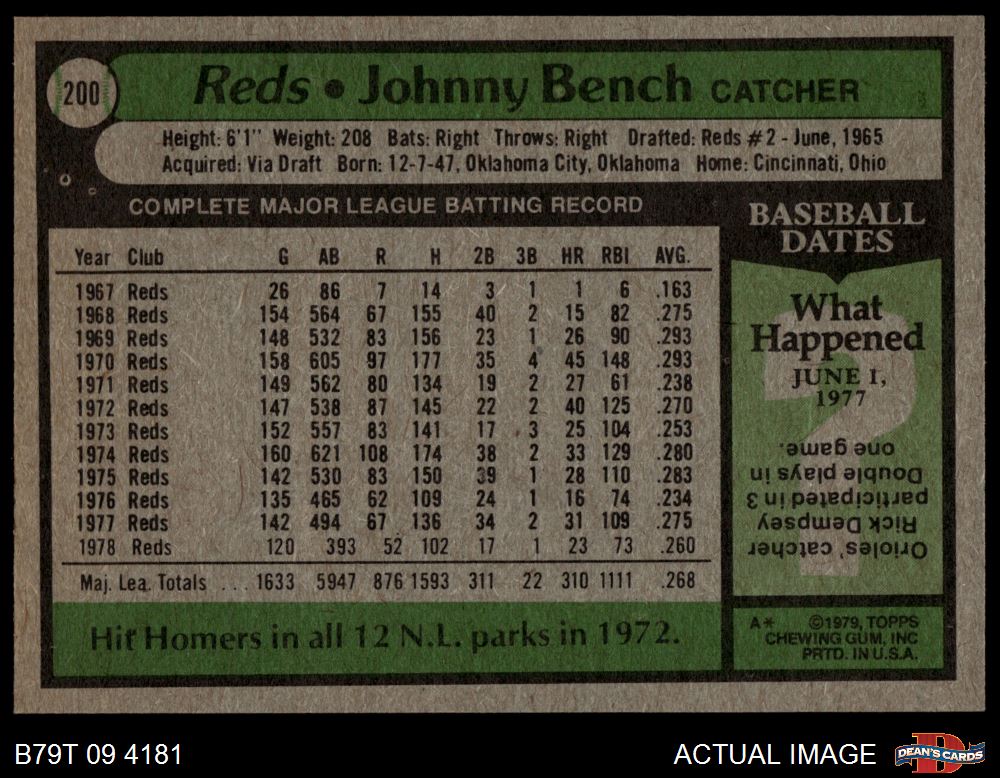 200
Reds • Johnny Bench CATCHER
Height: 6'1" Weight: 208 Bats: Right Throws: Right Drafted: Reds #2 - June, 1965
Acquired: Via Draft Born: 12-7-47, Oklahoma City, Oklahoma Home: Cincinnati, Ohio
COMPLETE MAJOR LEAGUE BATTING RECORD
Year Club G AB R H 2B 3B HR RBI AVG.
1967 Reds 26 86 7 14 3 1 1 6 .163
1968 Reds 154 564 67 155 40 2 15 82 .275
1969 Reds 148 532 83 156 23 1 26 90 .293
1970 Reds 158 605 97 177 35 4 45 148 .293
1971 Reds 149 562 80 134 19 2 27 61 .238
1972 Reds 147 538 87 145 22 2 40 125 .270
1973 Reds 152 557 83 141 17 3 25 104 .253
1974 Reds 160 621 108 174 38 2 33 129 .280
1975 Reds 142 530 83 150 39 1 28 110 .283
1976 Reds 135 465 62 109 24 1 16 74 .234
1977 Reds 142 494 67 136 34 2 31 109 .275
1978 Reds 120 393 52 102 17 1 23 73 .260
Maj. Lea. Totals ... 1633 5947 876 1593 311 22 310 1111 .268
Hit Homers in all 12 N.L. parks in 1972.
BASEBALL
DATES
What
Happened
JUNE 1,
1977
Orioles' catcher
Rick Dempsey
participated in 3
Double plays in
one game.
A* ©1979, TOPPS
CHEWING GUM, INC
PRTD. IN U.S.A.
B79T 09 4181
ACTUAL IMAGE
DEAN'S CARDS